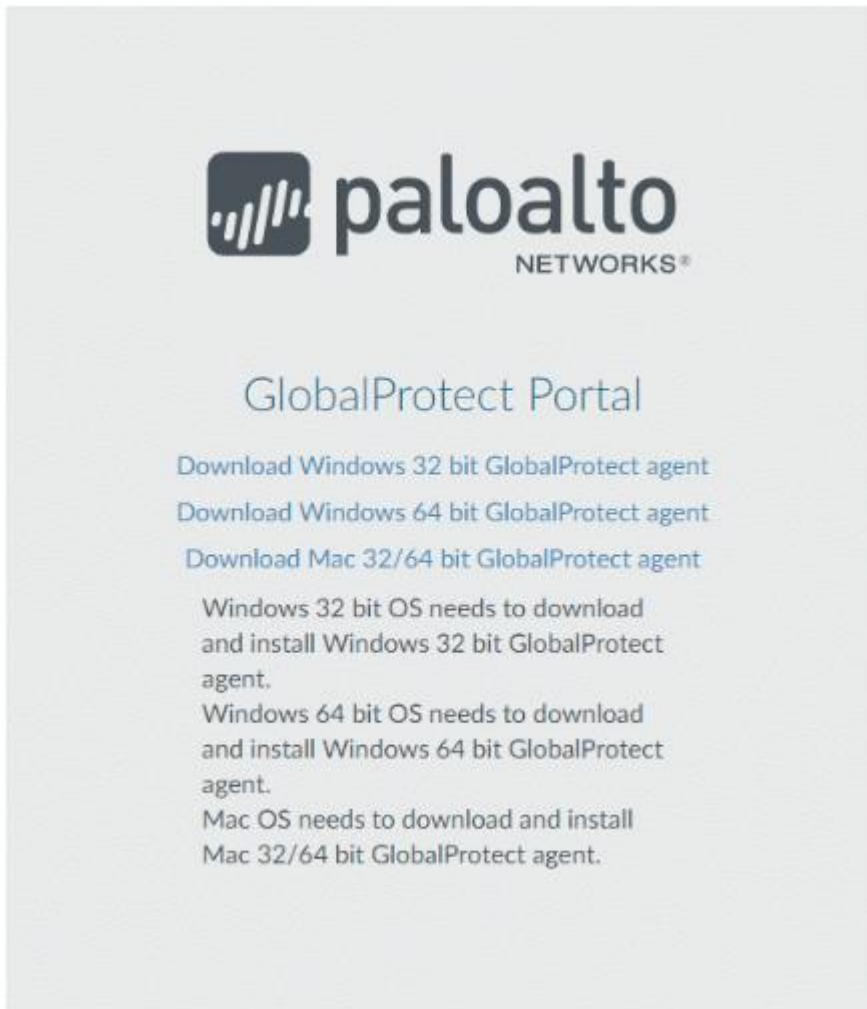 paloalto
NETWORKS®
GlobalProtect Portal
Download Windows 32 bit GlobalProtect agent
Download Windows 64 bit GlobalProtect agent
Download Mac 32/64 bit GlobalProtect agent
Windows 32 bit OS needs to download
and install Windows 32 bit GlobalProtect
agent.
Windows 64 bit OS needs to download
and install Windows 64 bit GlobalProtect
agent.
Mac OS needs to download and install
Mac 32/64 bit GlobalProtect agent.